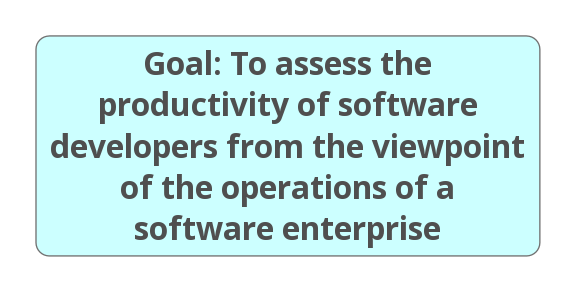 Goal: To assess the
productivity of software
developers from the viewpoint
of the operations of a
software enterprise